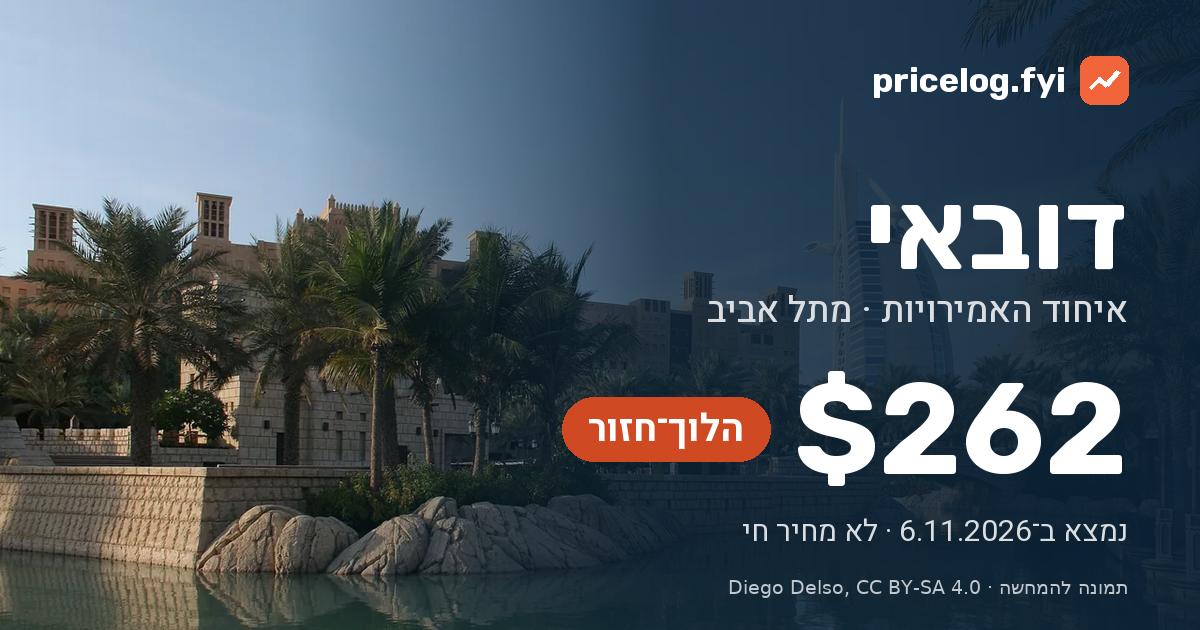 pricelog.fyi
דובאי
איחוד האמירויות · מתל אביב
$262 הלוך־חזור
נמצא ב־6.11.2026 · לא מחיר חי
תמונה להמחשה · Diego Delso, CC BY-SA 4.0